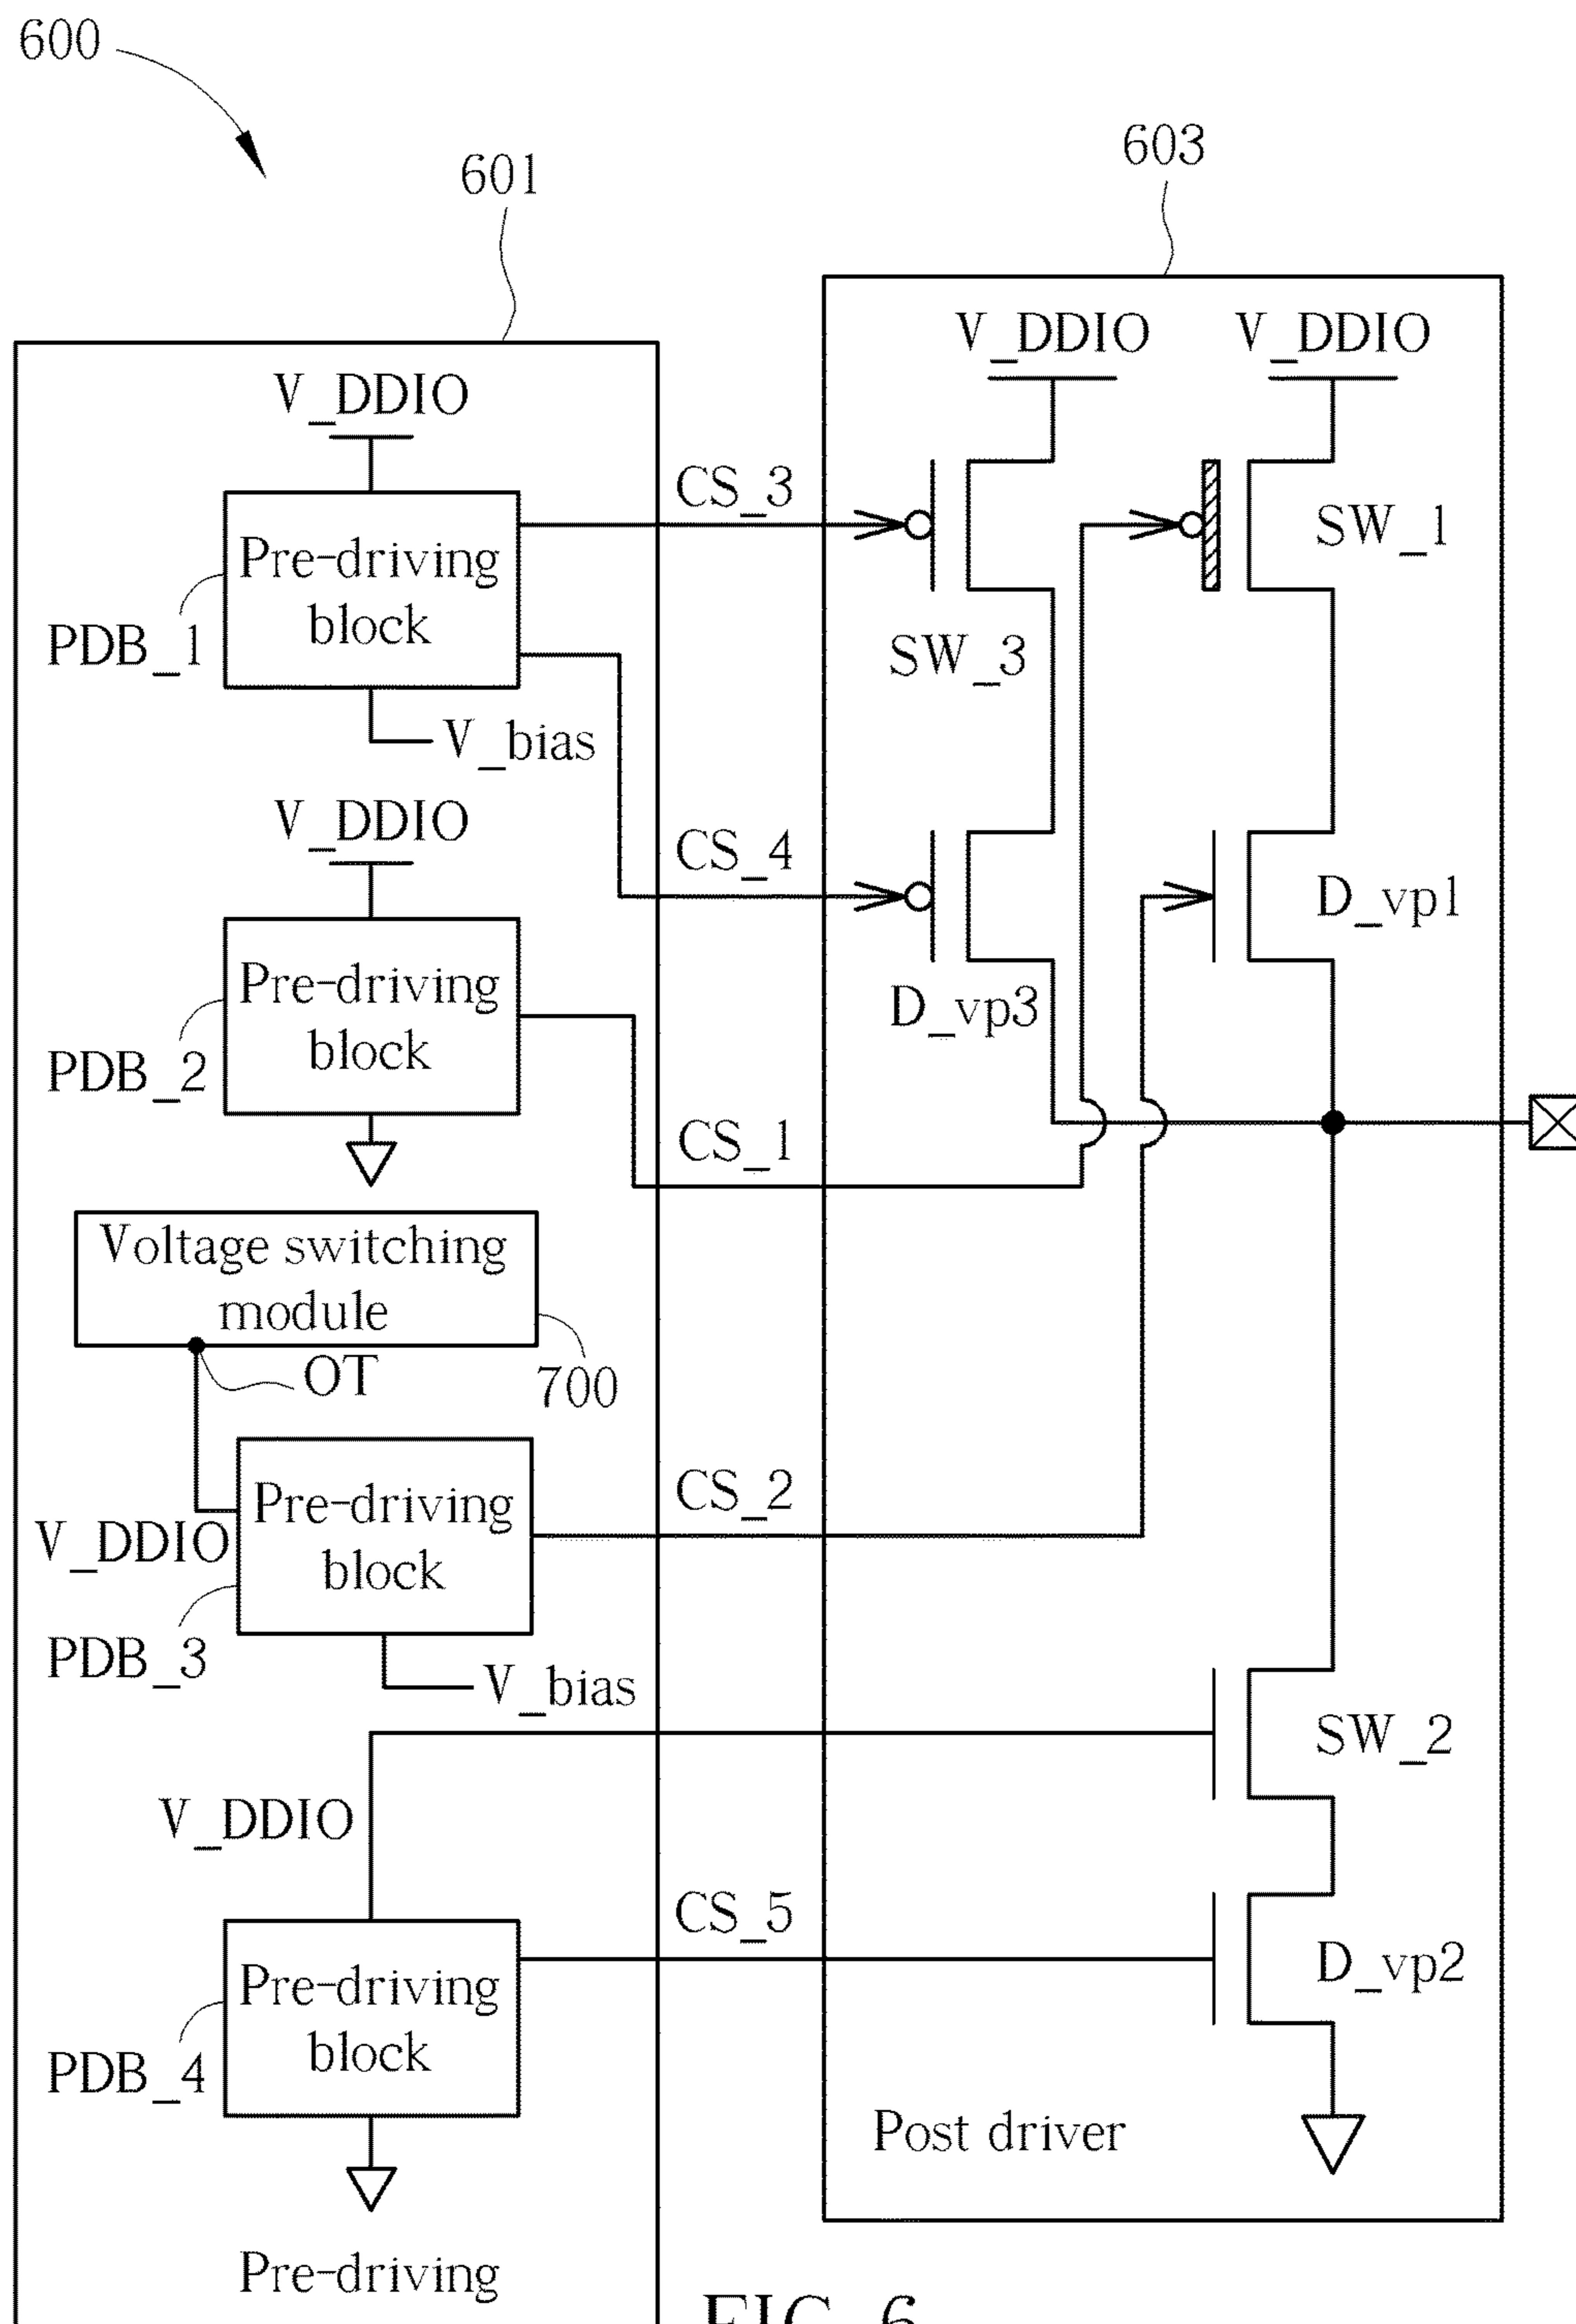 600
601
603
V_DDIO
Pre-driving
block
PDB_1
V_bias
V_DDIO
Pre-driving
block
PDB_2
Voltage switching
module
OT
700
V_DDIO
Pre-driving
block
PDB_3
V_bias
V_DDIO
Pre-driving
block
PDB_4
Pre-driving
CS_3
CS_4
CS_1
CS_2
CS_5
V_DDIO
V_DDIO
SW_1
SW_3
D_vp1
D_vp3
SW_2
D_vp2
Post driver
FIG. 6